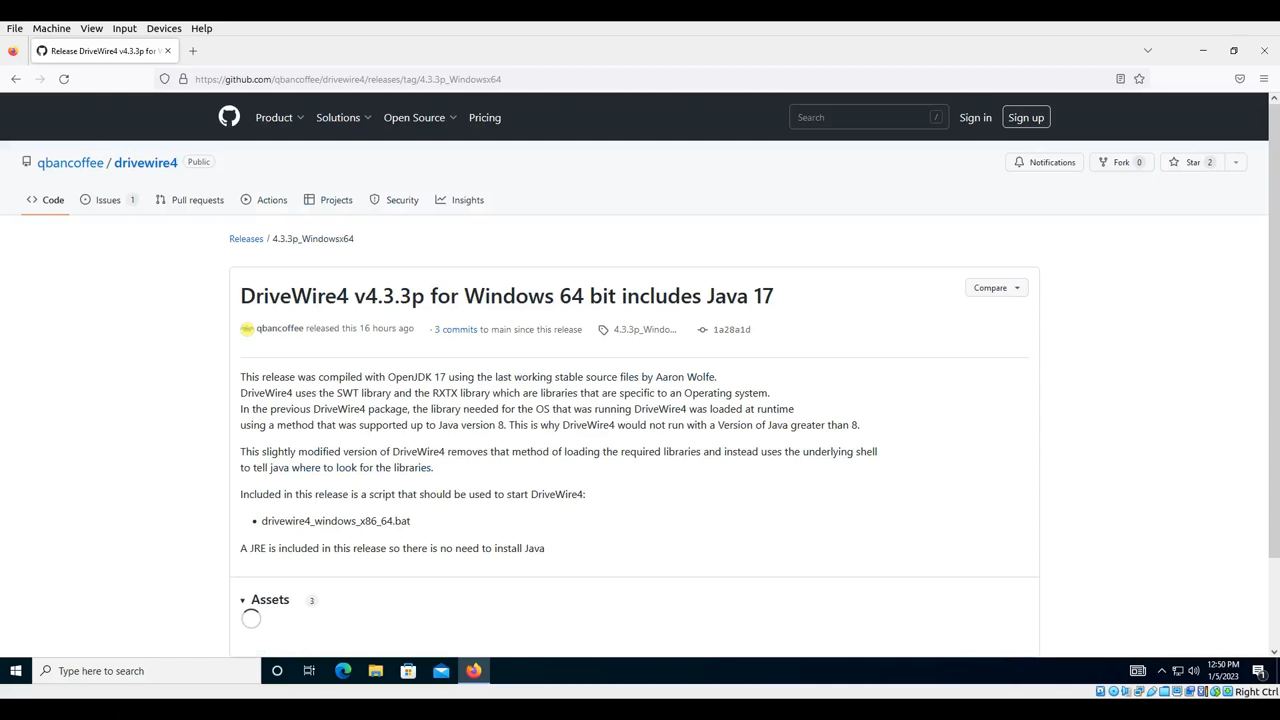 File Machine View Input Devices Help
Release DriveWire4 v4.3.3p for W
https://github.com/qbancoffee/drivewire4/releases/tag/4.3.3p_Windowsx64
Product Solutions Open Source Pricing Search / Sign in Sign up
qbancoffee / drivewire4 Public Notifications Fork 0 Star 2
Code Issues 1 Pull requests Actions Projects Security Insights
Releases / 4.3.3p_Windowsx64
DriveWire4 v4.3.3p for Windows 64 bit includes Java 17 Compare
qbancoffee released this 16 hours ago · 3 commits to main since this release 4.3.3p_Windo... 1a28a1d
This release was compiled with OpenJDK 17 using the last working stable source files by Aaron Wolfe.
DriveWire4 uses the SWT library and the RXTX library which are libraries that are specific to an Operating system.
In the previous DriveWire4 package, the library needed for the OS that was running DriveWire4 was loaded at runtime
using a method that was supported up to Java version 8. This is why DriveWire4 would not run with a Version of Java greater than 8.
This slightly modified version of DriveWire4 removes that method of loading the required libraries and instead uses the underlying shell
to tell java where to look for the libraries.
Included in this release is a script that should be used to start DriveWire4:
• drivewire4_windows_x86_64.bat
A JRE is included in this release so there is no need to install Java
Assets 3
Type here to search
12:50 PM
1/5/2023
1
Right Ctrl